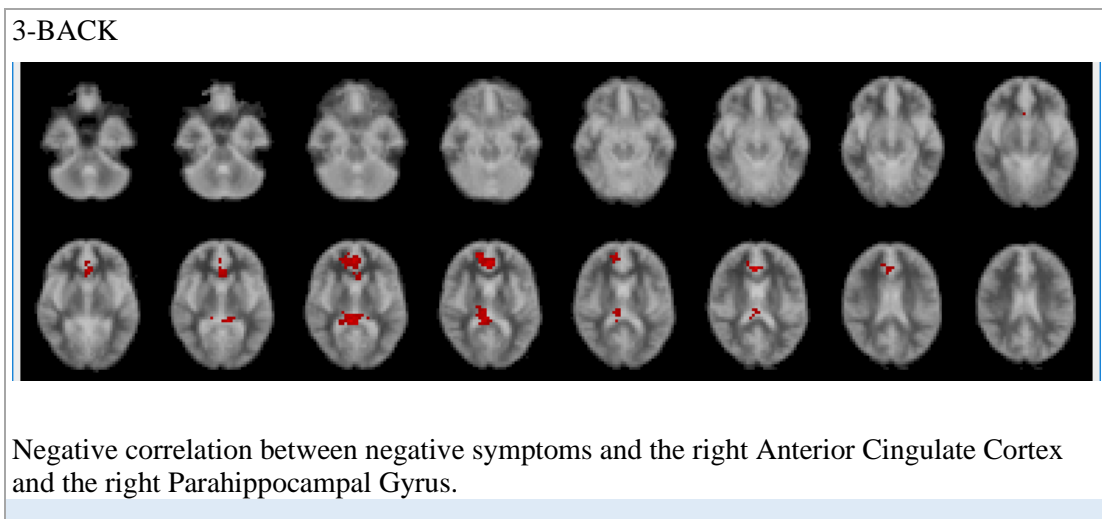 3-BACK
Negative correlation between negative symptoms and the right Anterior Cingulate Cortex
and the right Parahippocampal Gyrus.